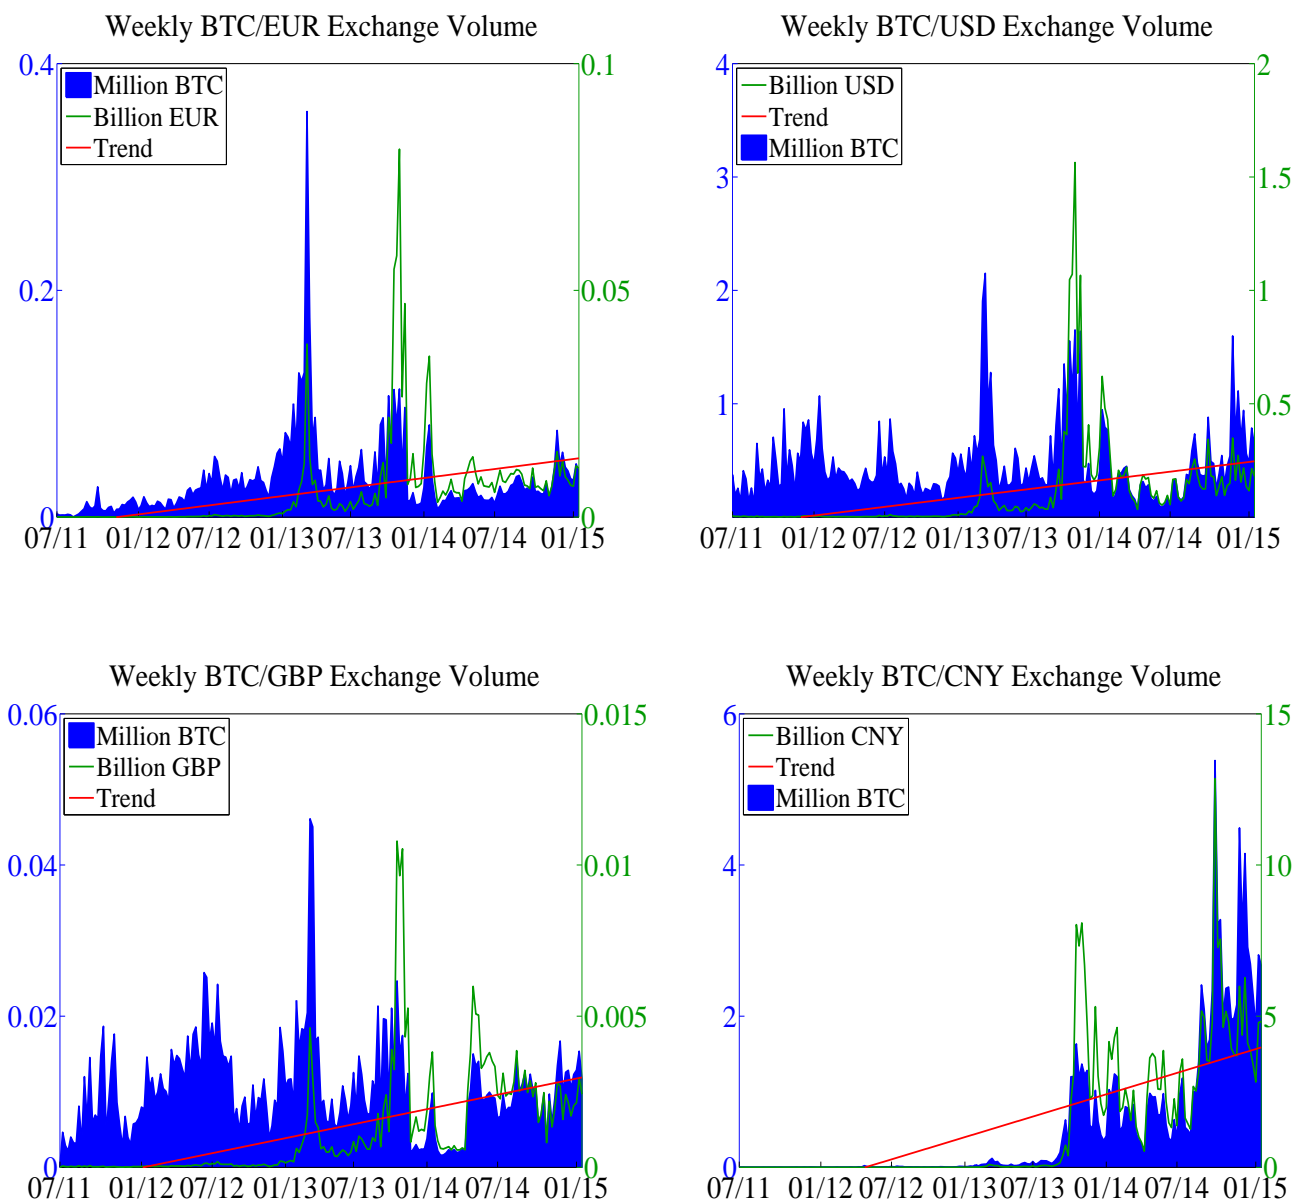 Weekly BTC/EUR Exchange Volume
0.4
0.2
0
0.1
0.05
0
Million BTC
Billion EUR
Trend
07/11 01/12 07/12 01/13 07/13 01/14 07/14 01/15
Weekly BTC/USD Exchange Volume
4
3
2
1
0
2
1.5
1
0.5
0
Billion USD
Trend
Million BTC
07/11 01/12 07/12 01/13 07/13 01/14 07/14 01/15
Weekly BTC/GBP Exchange Volume
0.06
0.04
0.02
0
0.015
0.01
0.005
0
Million BTC
Billion GBP
Trend
07/11 01/12 07/12 01/13 07/13 01/14 07/14 01/15
Weekly BTC/CNY Exchange Volume
6
4
2
0
15
10
5
0
Billion CNY
Trend
Million BTC
07/11 01/12 07/12 01/13 07/13 01/14 07/14 01/15